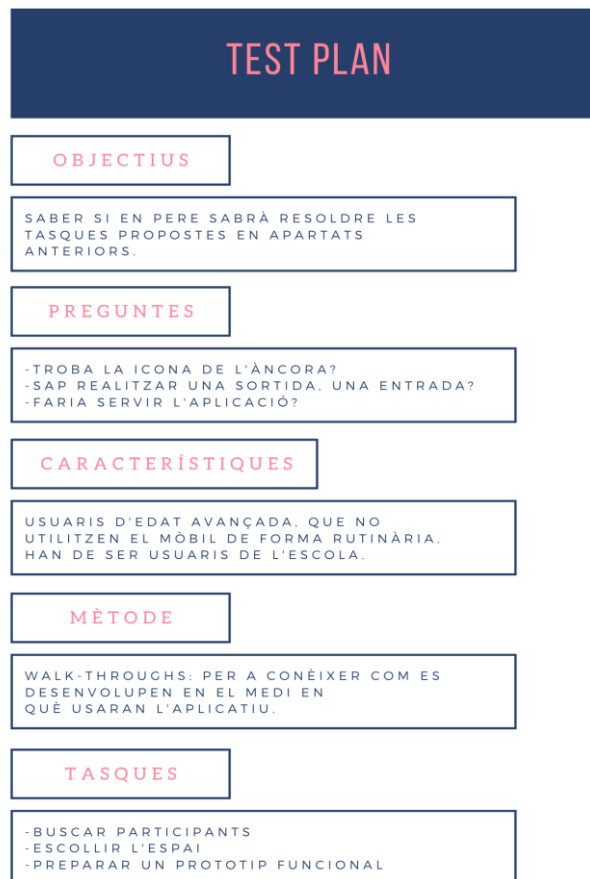 TEST PLAN
OBJECTIUS
SABER SI EN PERE SABRÀ RESOLDRE LES
TASQUES PROPOSTES EN APARTATS
ANTERIORS.
PREGUNTES
-TROBA LA ICONA DE L'ÀNCORA?
-SAP REALITZAR UNA SORTIDA, UNA ENTRADA?
-FARIA SERVIR L'APLICACIÓ?
CARACTERÍSTIQUES
USUARIS D'EDAT AVANÇADA, QUE NO
UTILITZEN EL MÒBIL DE FORMA RUTINÀRIA.
HAN DE SER USUARIS DE L'ESCOLA.
MÈTODE
WALK-THROUGHS: PER A CONÈIXER COM ES
DESENVOLUPEN EN EL MEDI EN
QUÈ USARAN L'APLICATIU.
TASQUES
-BUSCAR PARTICIPANTS
-ESCOLLIR L'ESPAI
-PREPARAR UN PROTOTIP FUNCIONAL